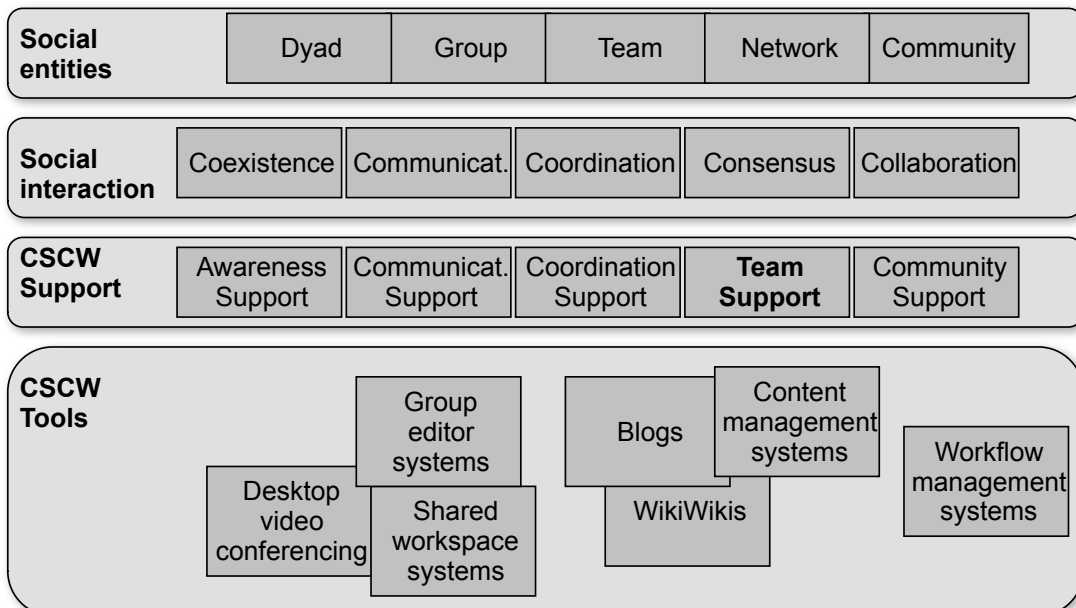 Social
entities
Dyad
Group
Team
Network
Community
Social
interaction
Coexistence
Communicat.
Coordination
Consensus
Collaboration
CSCW
Support
Awareness
Support
Communicat.
Support
Coordination
Support
Team
Support
Community
Support
CSCW
Tools
Group
editor
systems
Blogs
Content
management
systems
Workflow
management
systems
Desktop
video
conferencing
Shared
workspace
systems
WikiWikis